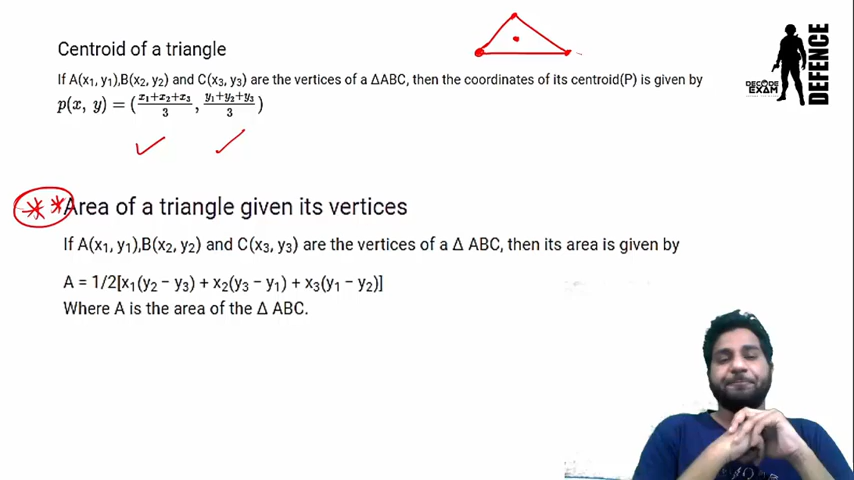 Centroid of a triangle
If A(x₁, y₁),B(x₂, y₂) and C(x₃, y₃) are the vertices of a ΔABC, then the coordinates of its centroid(P) is given by
p(x, y) = (\frac{x₁+x₂+x₃}{3}, \frac{y₁+y₂+y₃}{3})
DECODE
EXAM
DEFENCE
Area of a triangle given its vertices
If A(x₁, y₁),B(x₂, y₂) and C(x₃, y₃) are the vertices of a Δ ABC, then its area is given by
A = 1/2[x₁(y₂ − y₃) + x₂(y₃ − y₁) + x₃(y₁ − y₂)]
Where A is the area of the Δ ABC.